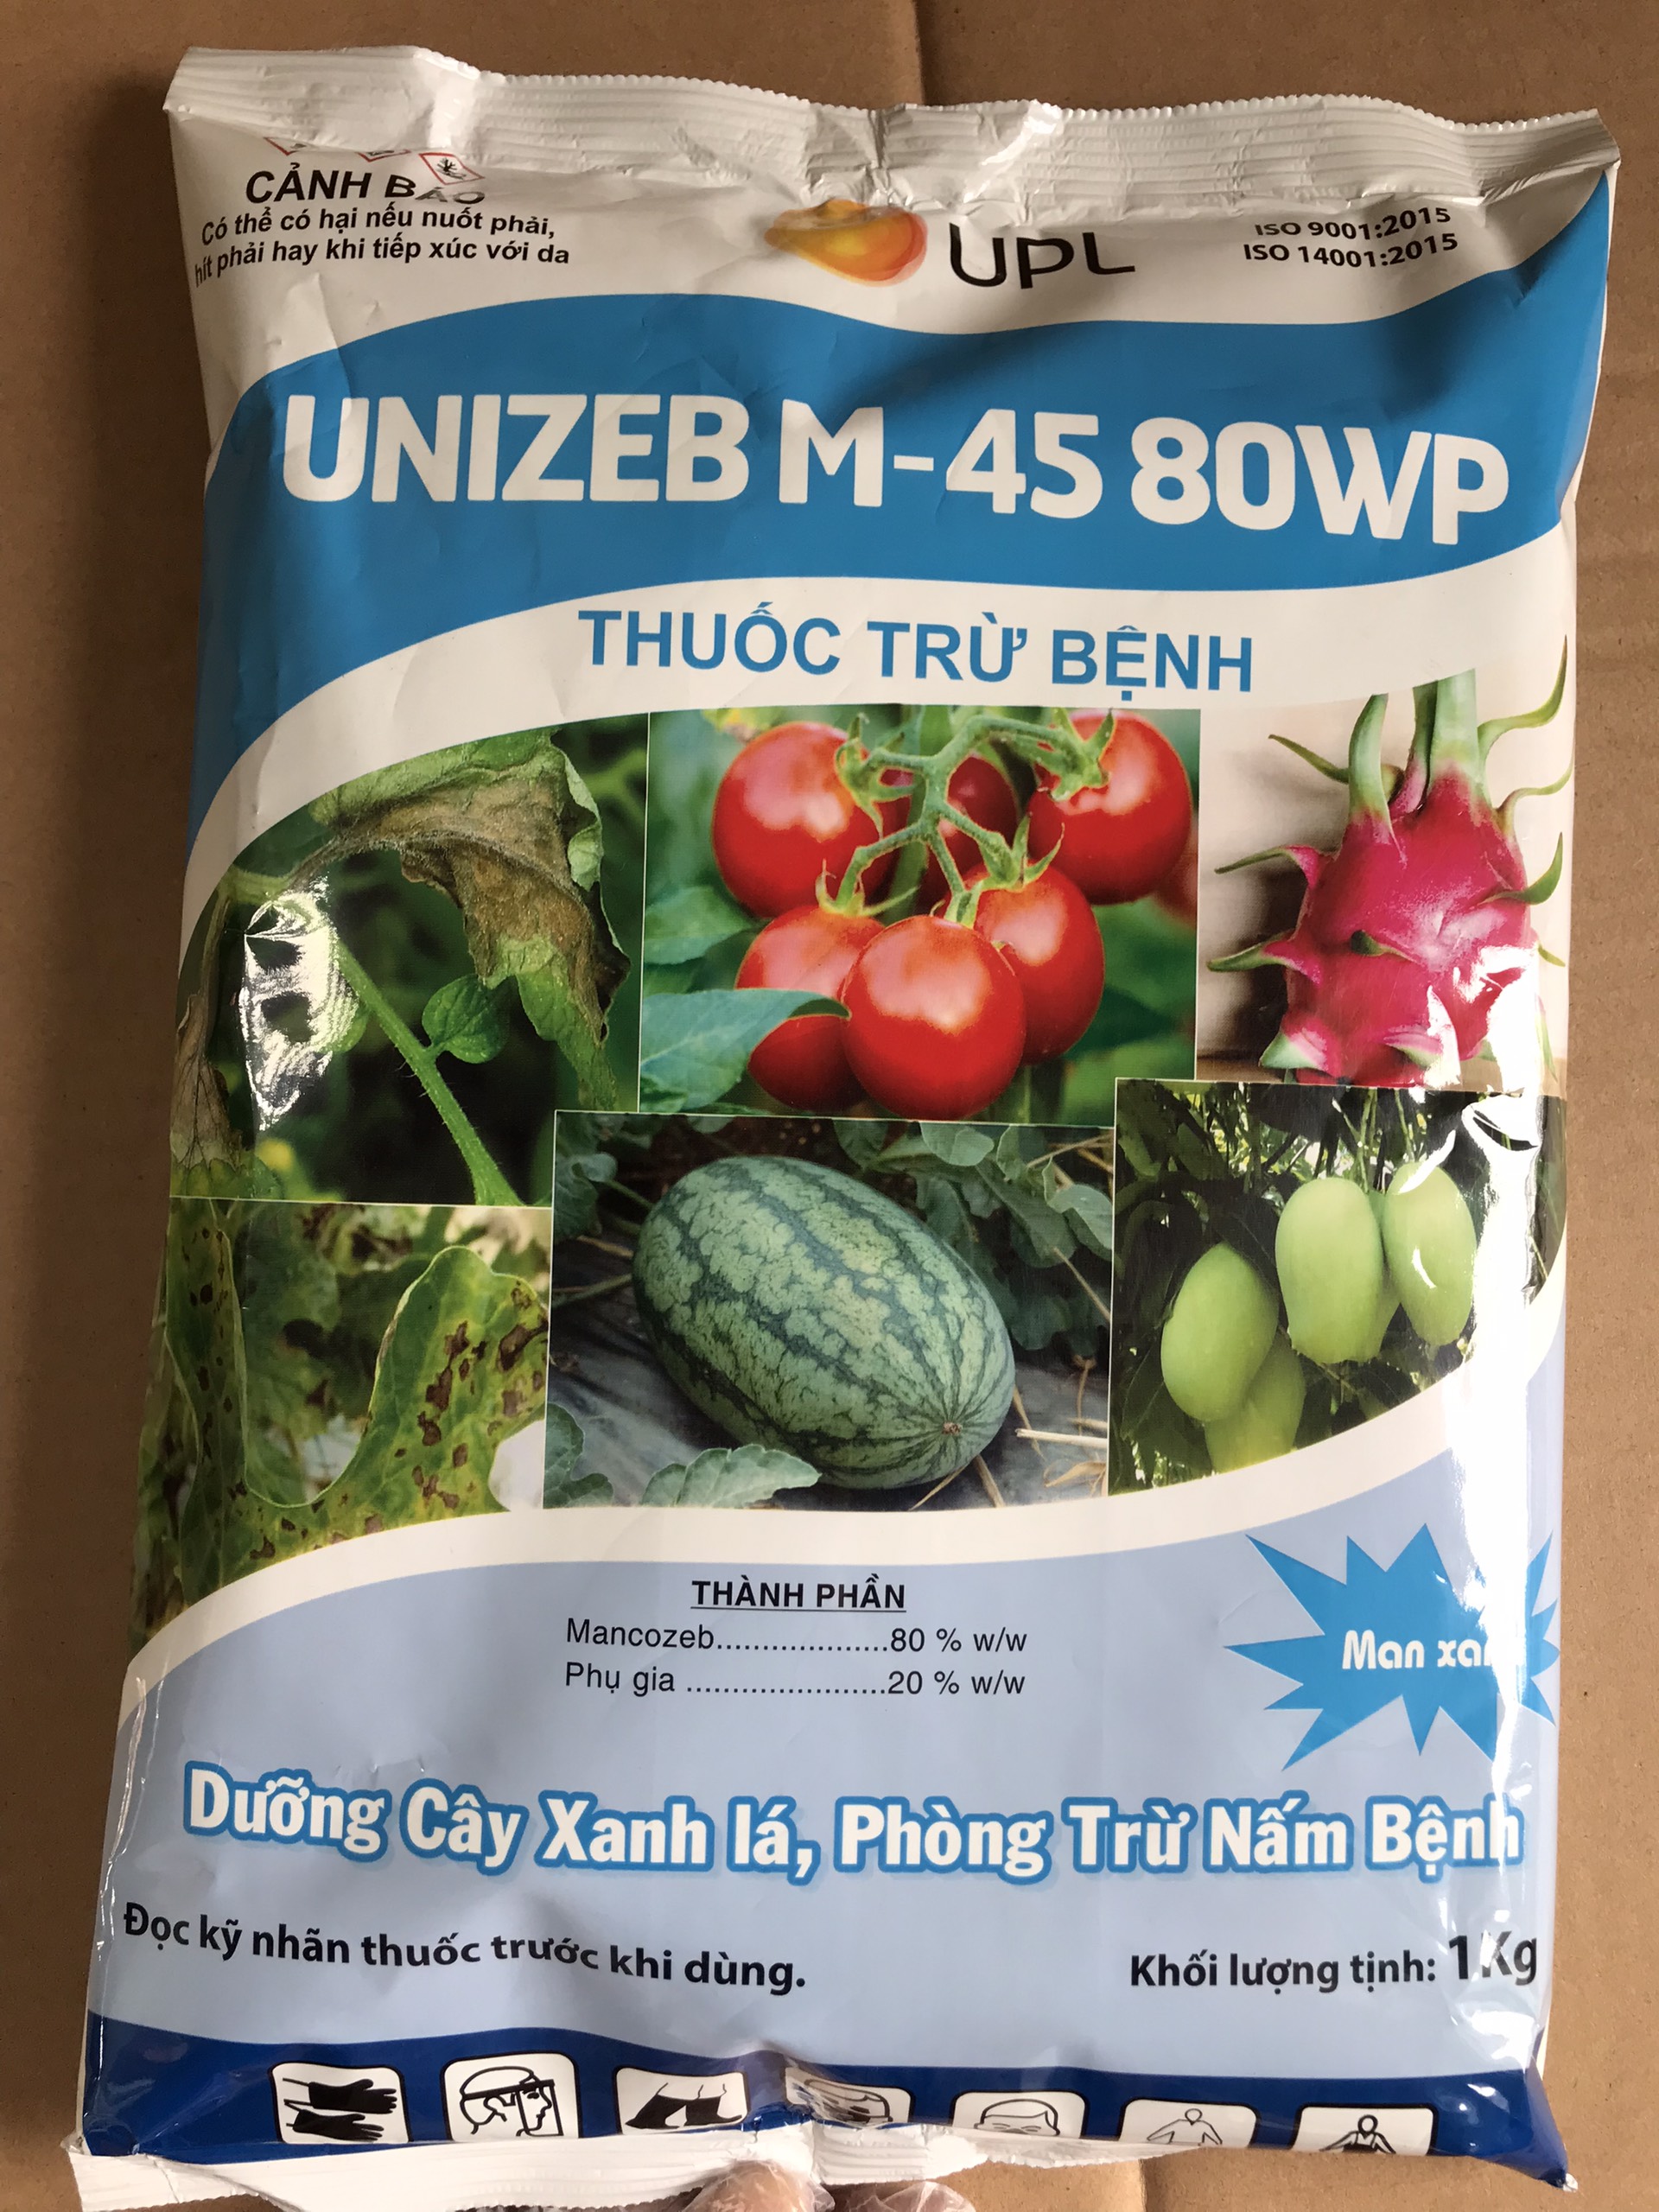 CẢNH BÁO
Có thể có hại nếu nuốt phải,
hít phải hay khi tiếp xúc với da
UPL
ISO 9001:2015
ISO 14001:2015
UNIZEB M-45 80WP
THUỐC TRỪ BỆNH
THÀNH PHẦN
Mancozeb...................80 % w/w
Phụ gia ......................20 % w/w
Man xanh
Dưỡng Cây Xanh lá, Phòng Trừ Nấm Bệnh
Đọc kỹ nhãn thuốc trước khi dùng.
Khối lượng tịnh: 1Kg